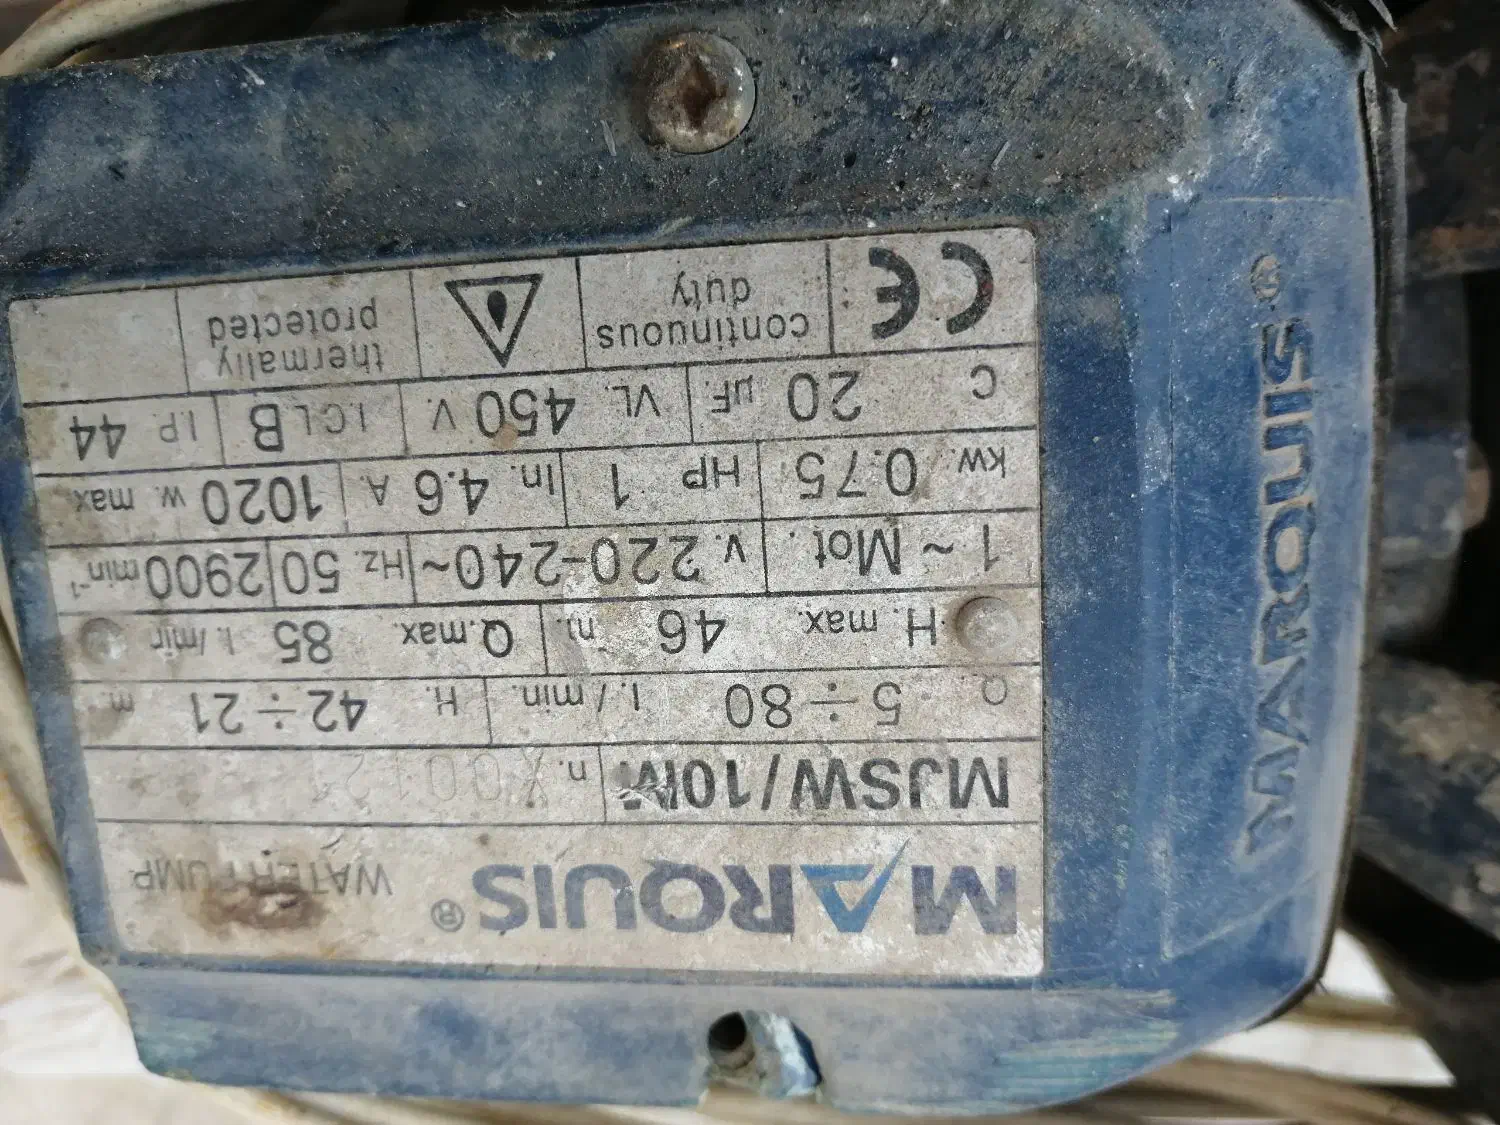 MARQUIS® WATER PUMP
MJSW/10M n.
Q. 5÷80 l./min. H. 42÷21 m.
H. max. 46 m. Q.max. 85 l./min
1~ Mot. v. 220-240~ Hz. 50 2900 min⁻¹
kw. 0.75 HP 1 In. 4.6 A. 1020 w. max
C 20 µF. VL. 450 V. I.CL B I.P. 44
CE continuous duty thermally protected
MARQUIS®